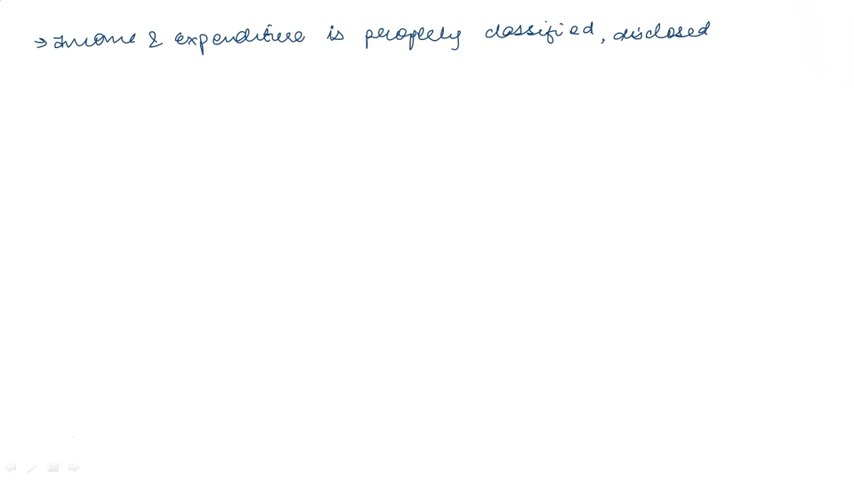 → Income & expenditure is properly classified, disclosed